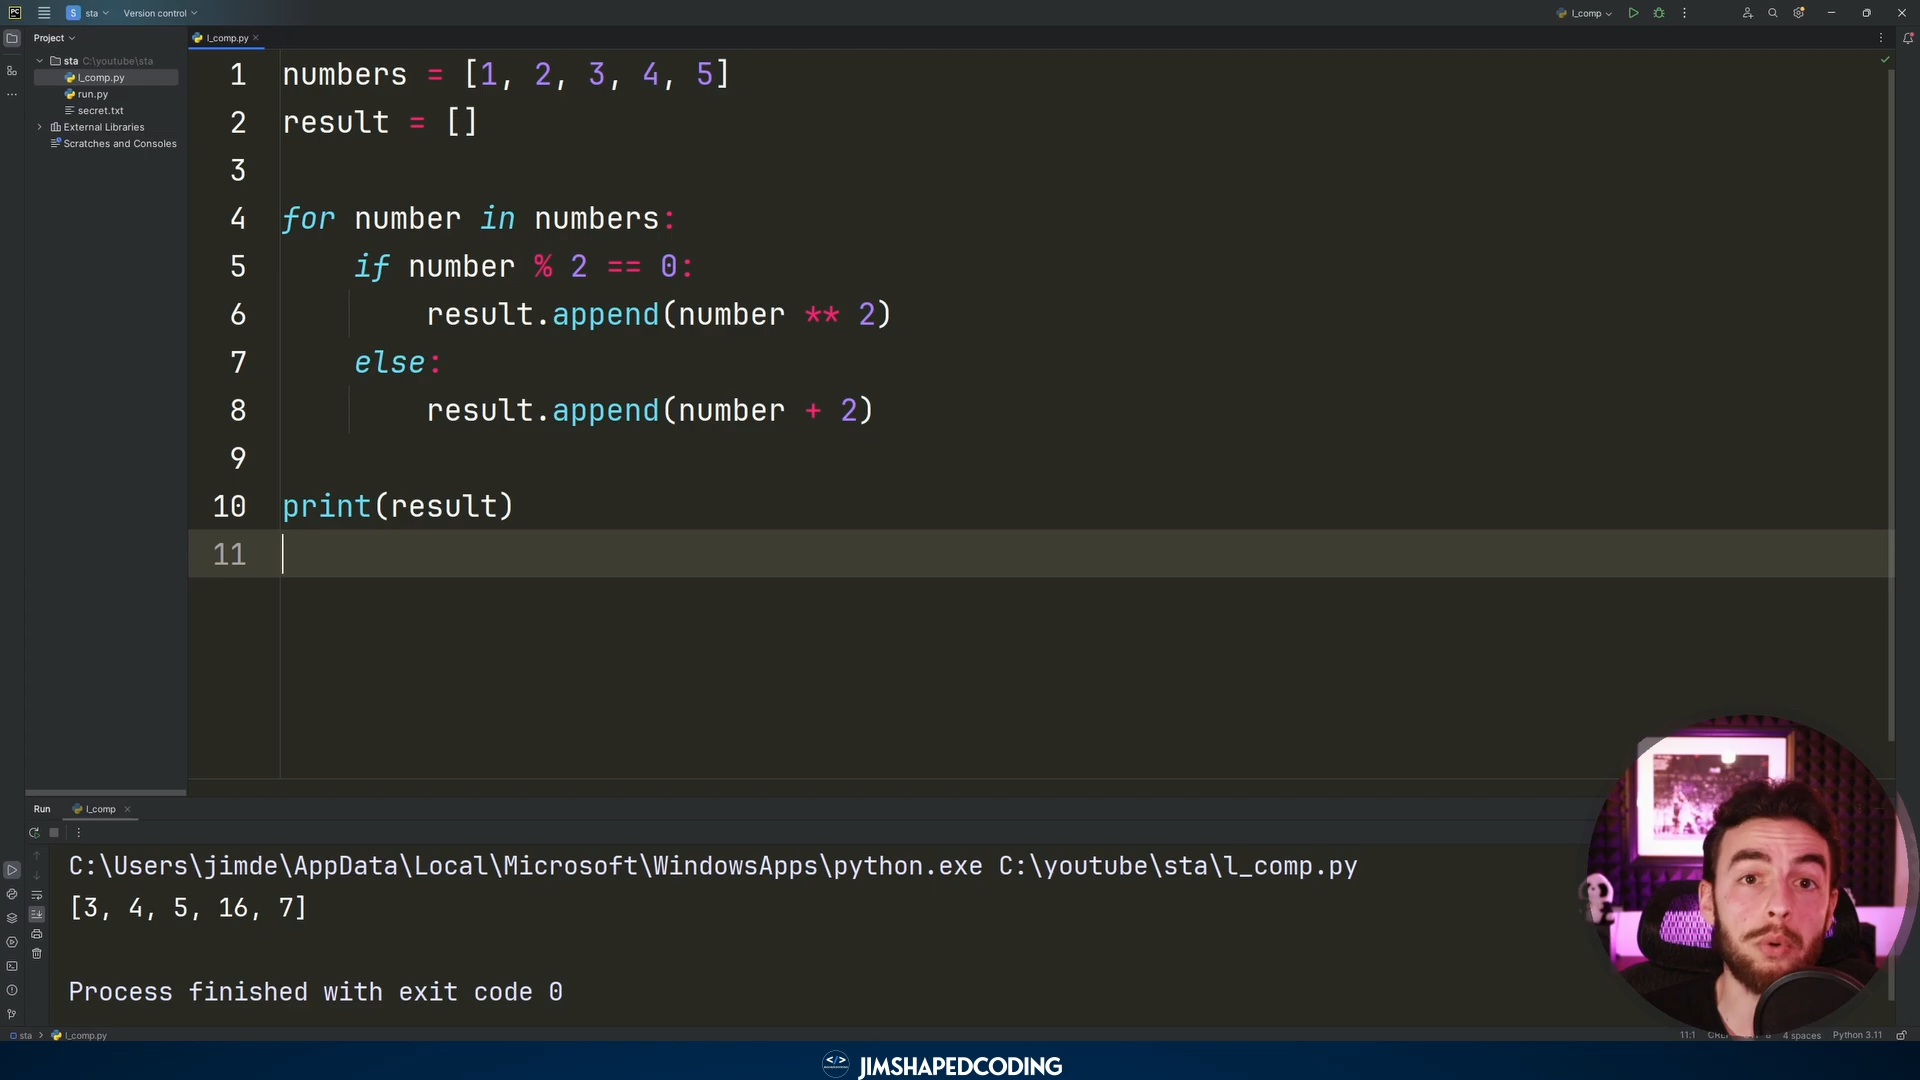 PC
S sta
Version control
l_comp
Project
l_comp.py
sta C:\youtube\sta
l_comp.py
run.py
secret.txt
External Libraries
Scratches and Consoles
1 numbers = [1, 2, 3, 4, 5]
2 result = []
3
4 for number in numbers:
5 if number % 2 == 0:
6 result.append(number ** 2)
7 else:
8 result.append(number + 2)
9
10 print(result)
11
Run l_comp
C:\Users\jimde\AppData\Local\Microsoft\WindowsApps\python.exe C:\youtube\sta\l_comp.py
[3, 4, 5, 16, 7]
Process finished with exit code 0
sta > l_comp.py
11:1
4 spaces Python 3.11
</> JIMSHAPEDCODING